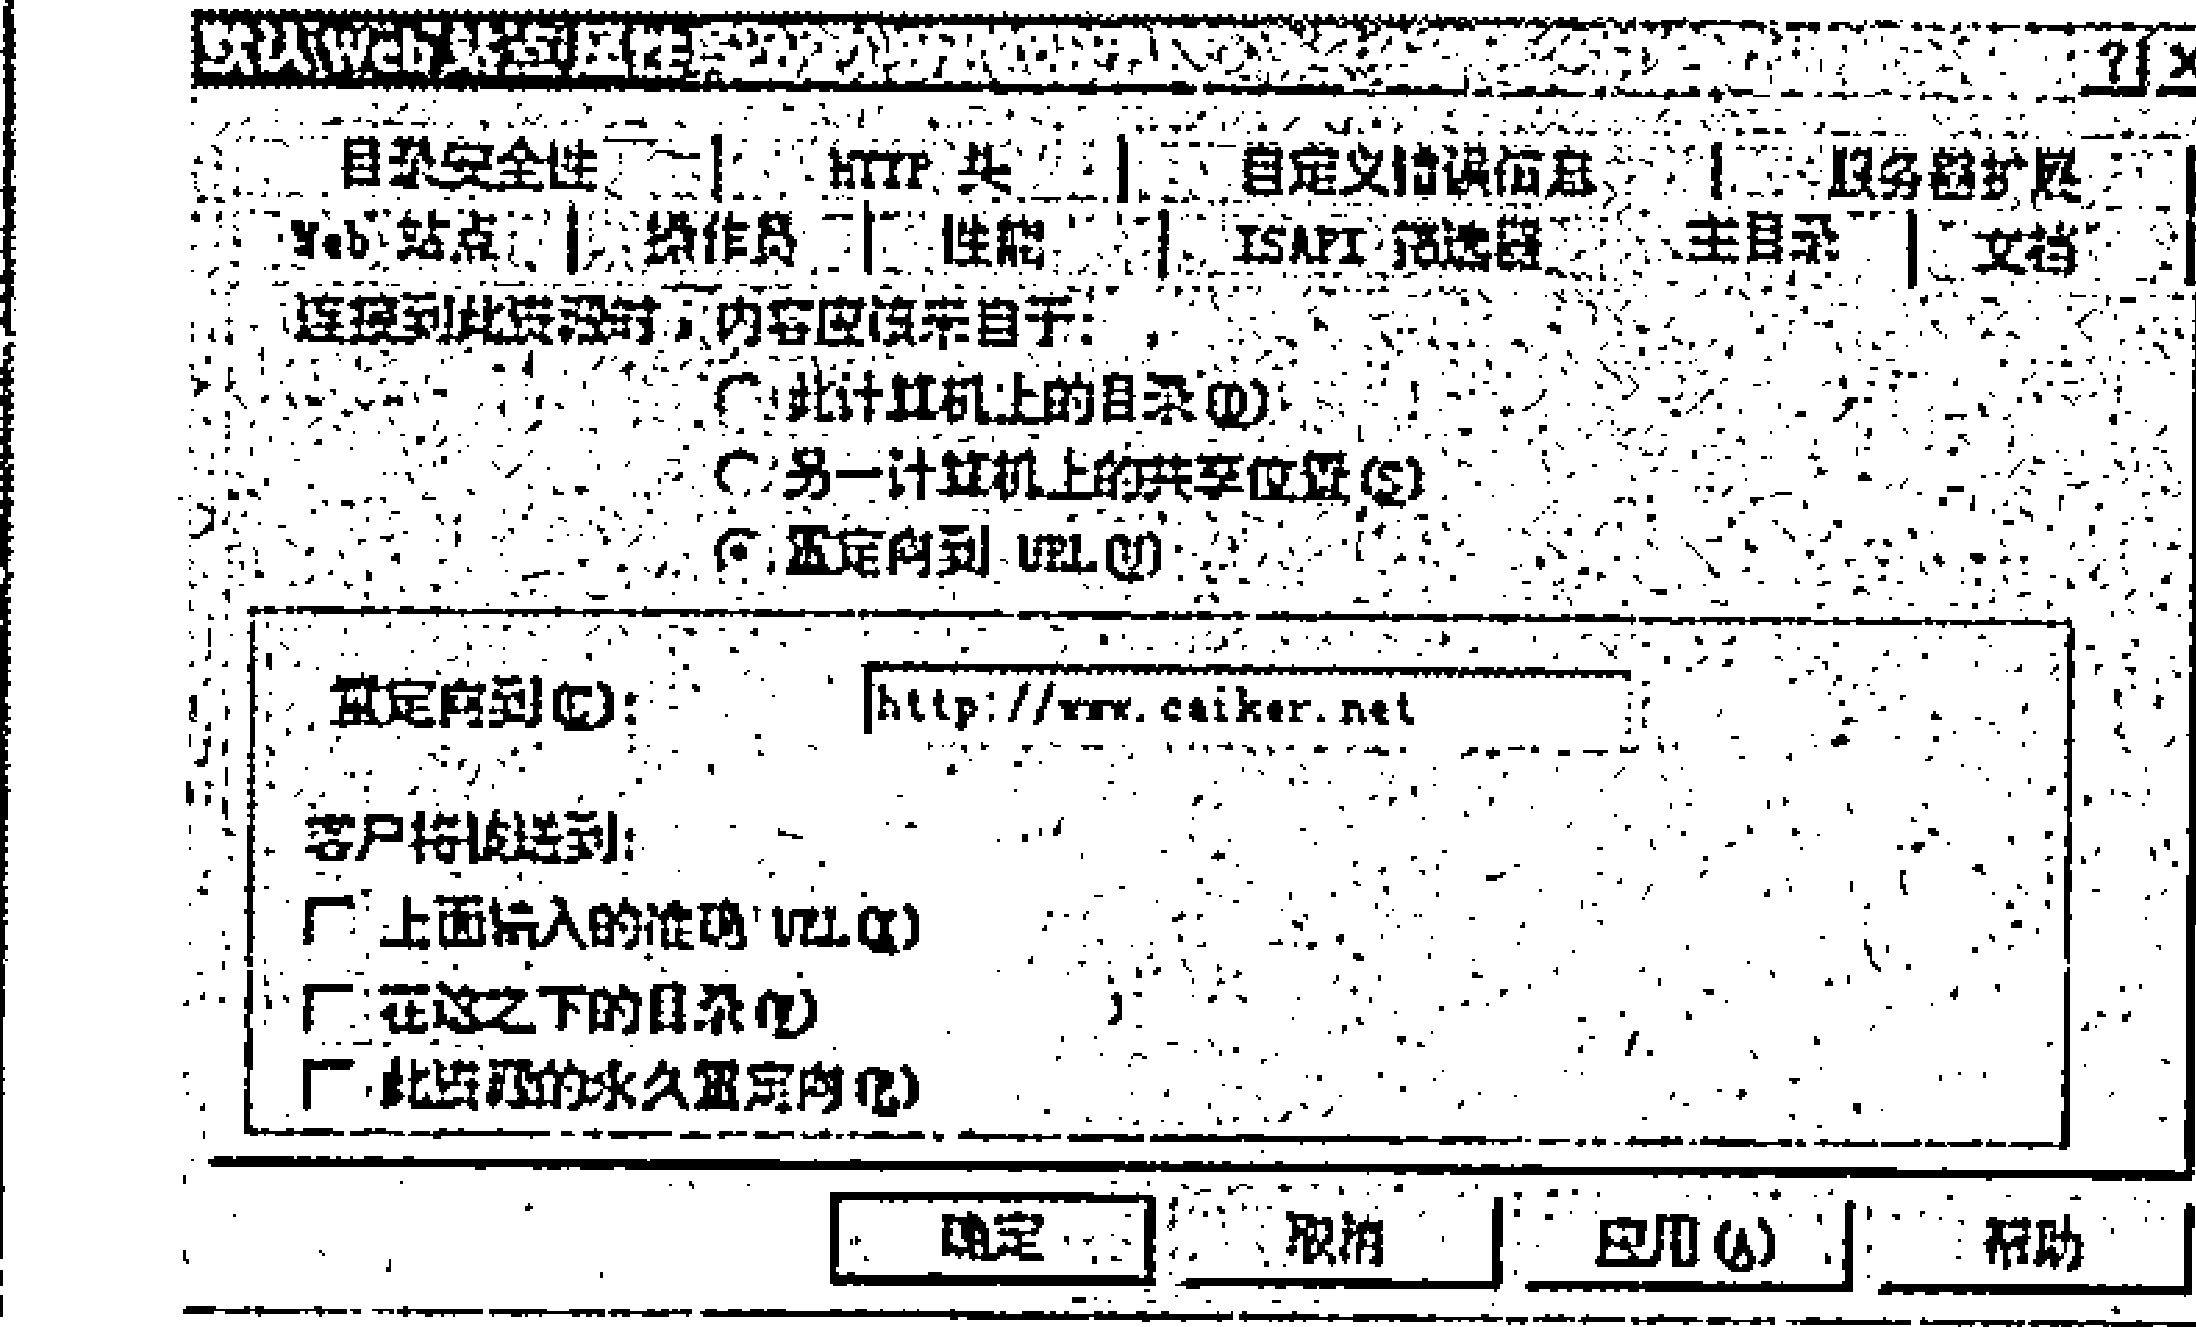 默认Web站点属性 ? ×
目录安全性 HTTP 头 自定义错误信息 服务器扩展
Web 站点 操作员 性能 ISAPI 筛选器 主目录 文档
连接到此资源时，内容应该来自于:
此计算机上的目录(D)
另一计算机上的共享位置(S)
重定向到 URL(U)
重定向到(C): http://www.caiker.net
客户将被送到:
上面输入的准确 URL(X)
在这之下的目录(Y)
此资源的永久重定向(P)
确定 取消 应用(A) 帮助